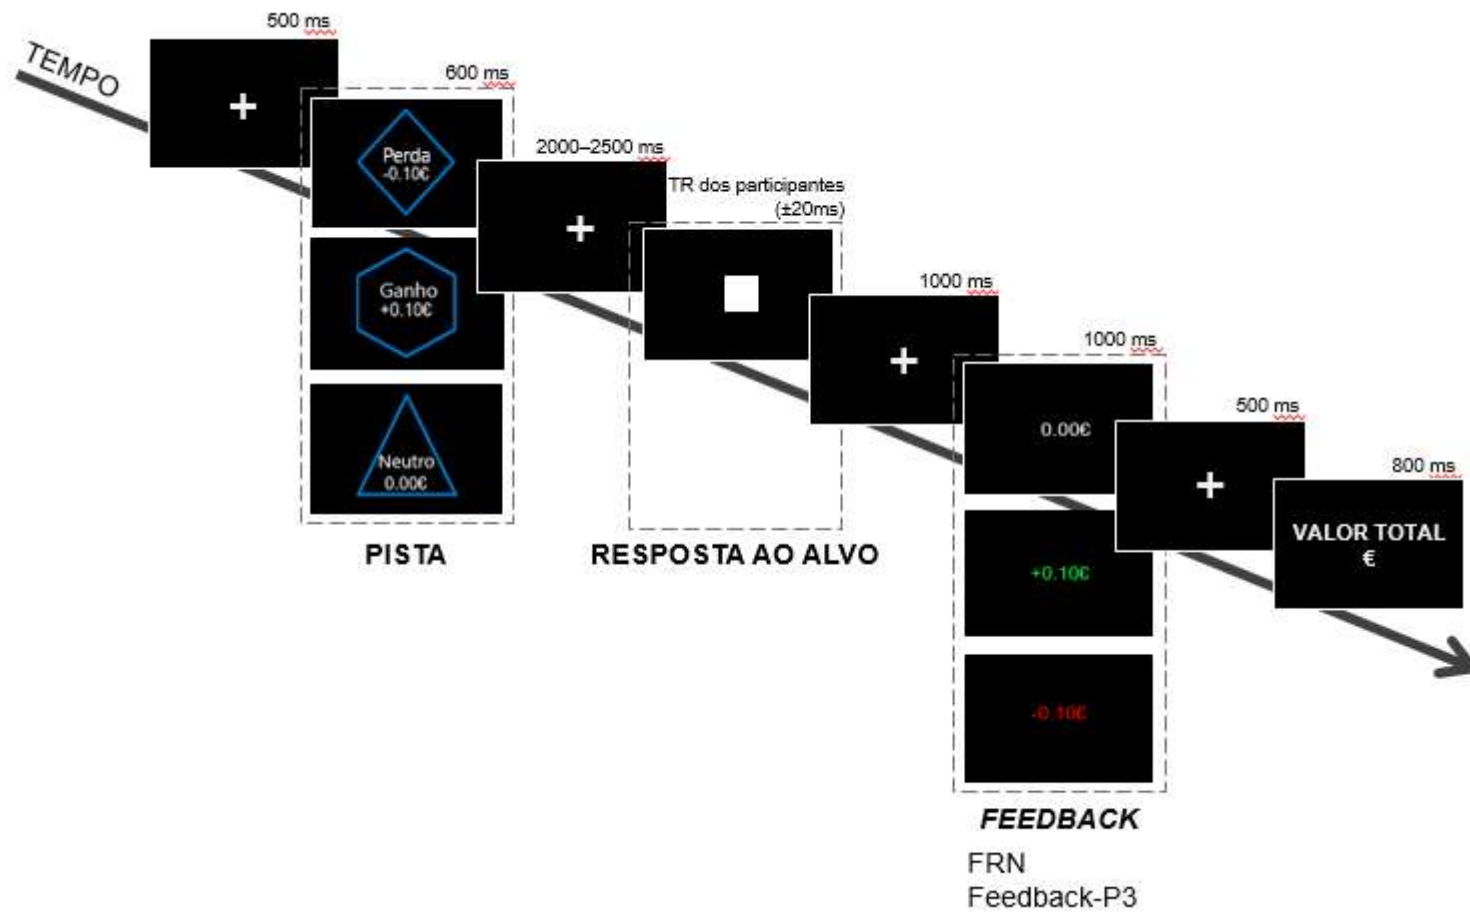 500 ms
TEMPO
600 ms
Perda
-0.10€
2000–2500 ms
TR dos participantes
(±20ms)
Ganho
+0.10€
1000 ms
1000 ms
Neutro
0.00€
0.00€
500 ms
800 ms
VALOR TOTAL
€
PISTA
RESPOSTA AO ALVO
+0.10€
-0.10€
FEEDBACK
FRN
Feedback-P3